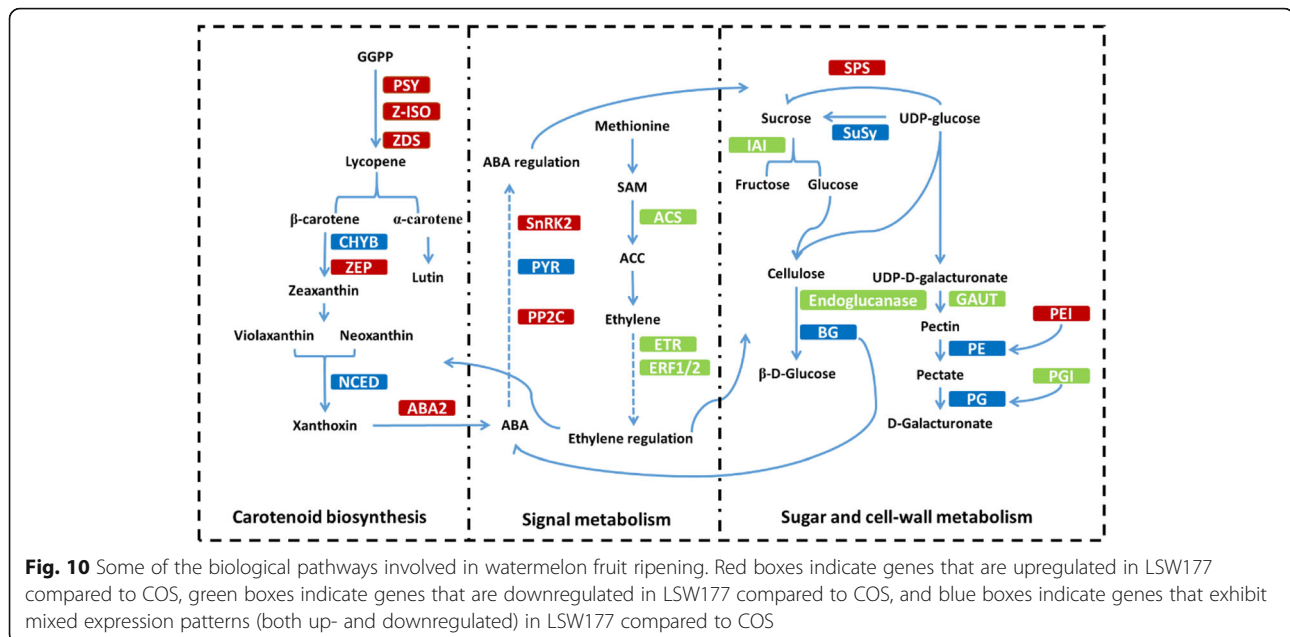 GGPP
PSY
Z-ISO
ZDS
Lycopene
β-carotene
α-carotene
CHYB
ZEP
Lutin
Zeaxanthin
Violaxanthin
Neoxanthin
NCED
Xanthoxin
ABA2
Carotenoid biosynthesis
Methionine
ABA regulation
SAM
SnRK2
ACS
PYR
ACC
PP2C
Ethylene
ETR
ERF1/2
ABA
Ethylene regulation
Signal metabolism
SPS
Sucrose
UDP-glucose
SuSy
IAI
Fructose
Glucose
Cellulose
UDP-D-galacturonate
Endoglucanase
GAUT
Pectin
PEI
BG
PE
β-D-Glucose
Pectate
PGI
PG
D-Galacturonate
Sugar and cell-wall metabolism
Fig. 10 Some of the biological pathways involved in watermelon fruit ripening. Red boxes indicate genes that are upregulated in LSW177
compared to COS, green boxes indicate genes that are downregulated in LSW177 compared to COS, and blue boxes indicate genes that exhibit
mixed expression patterns (both up- and downregulated) in LSW177 compared to COS